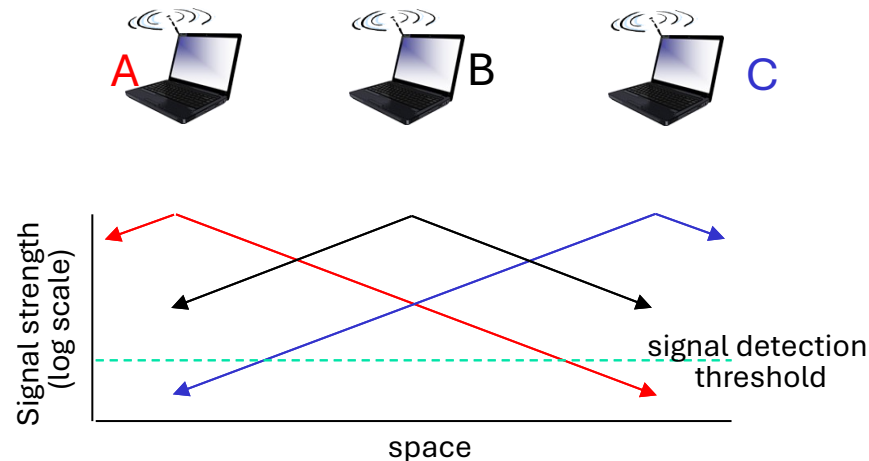 A
B
C
Signal strength
(log scale)
signal detection
threshold
space